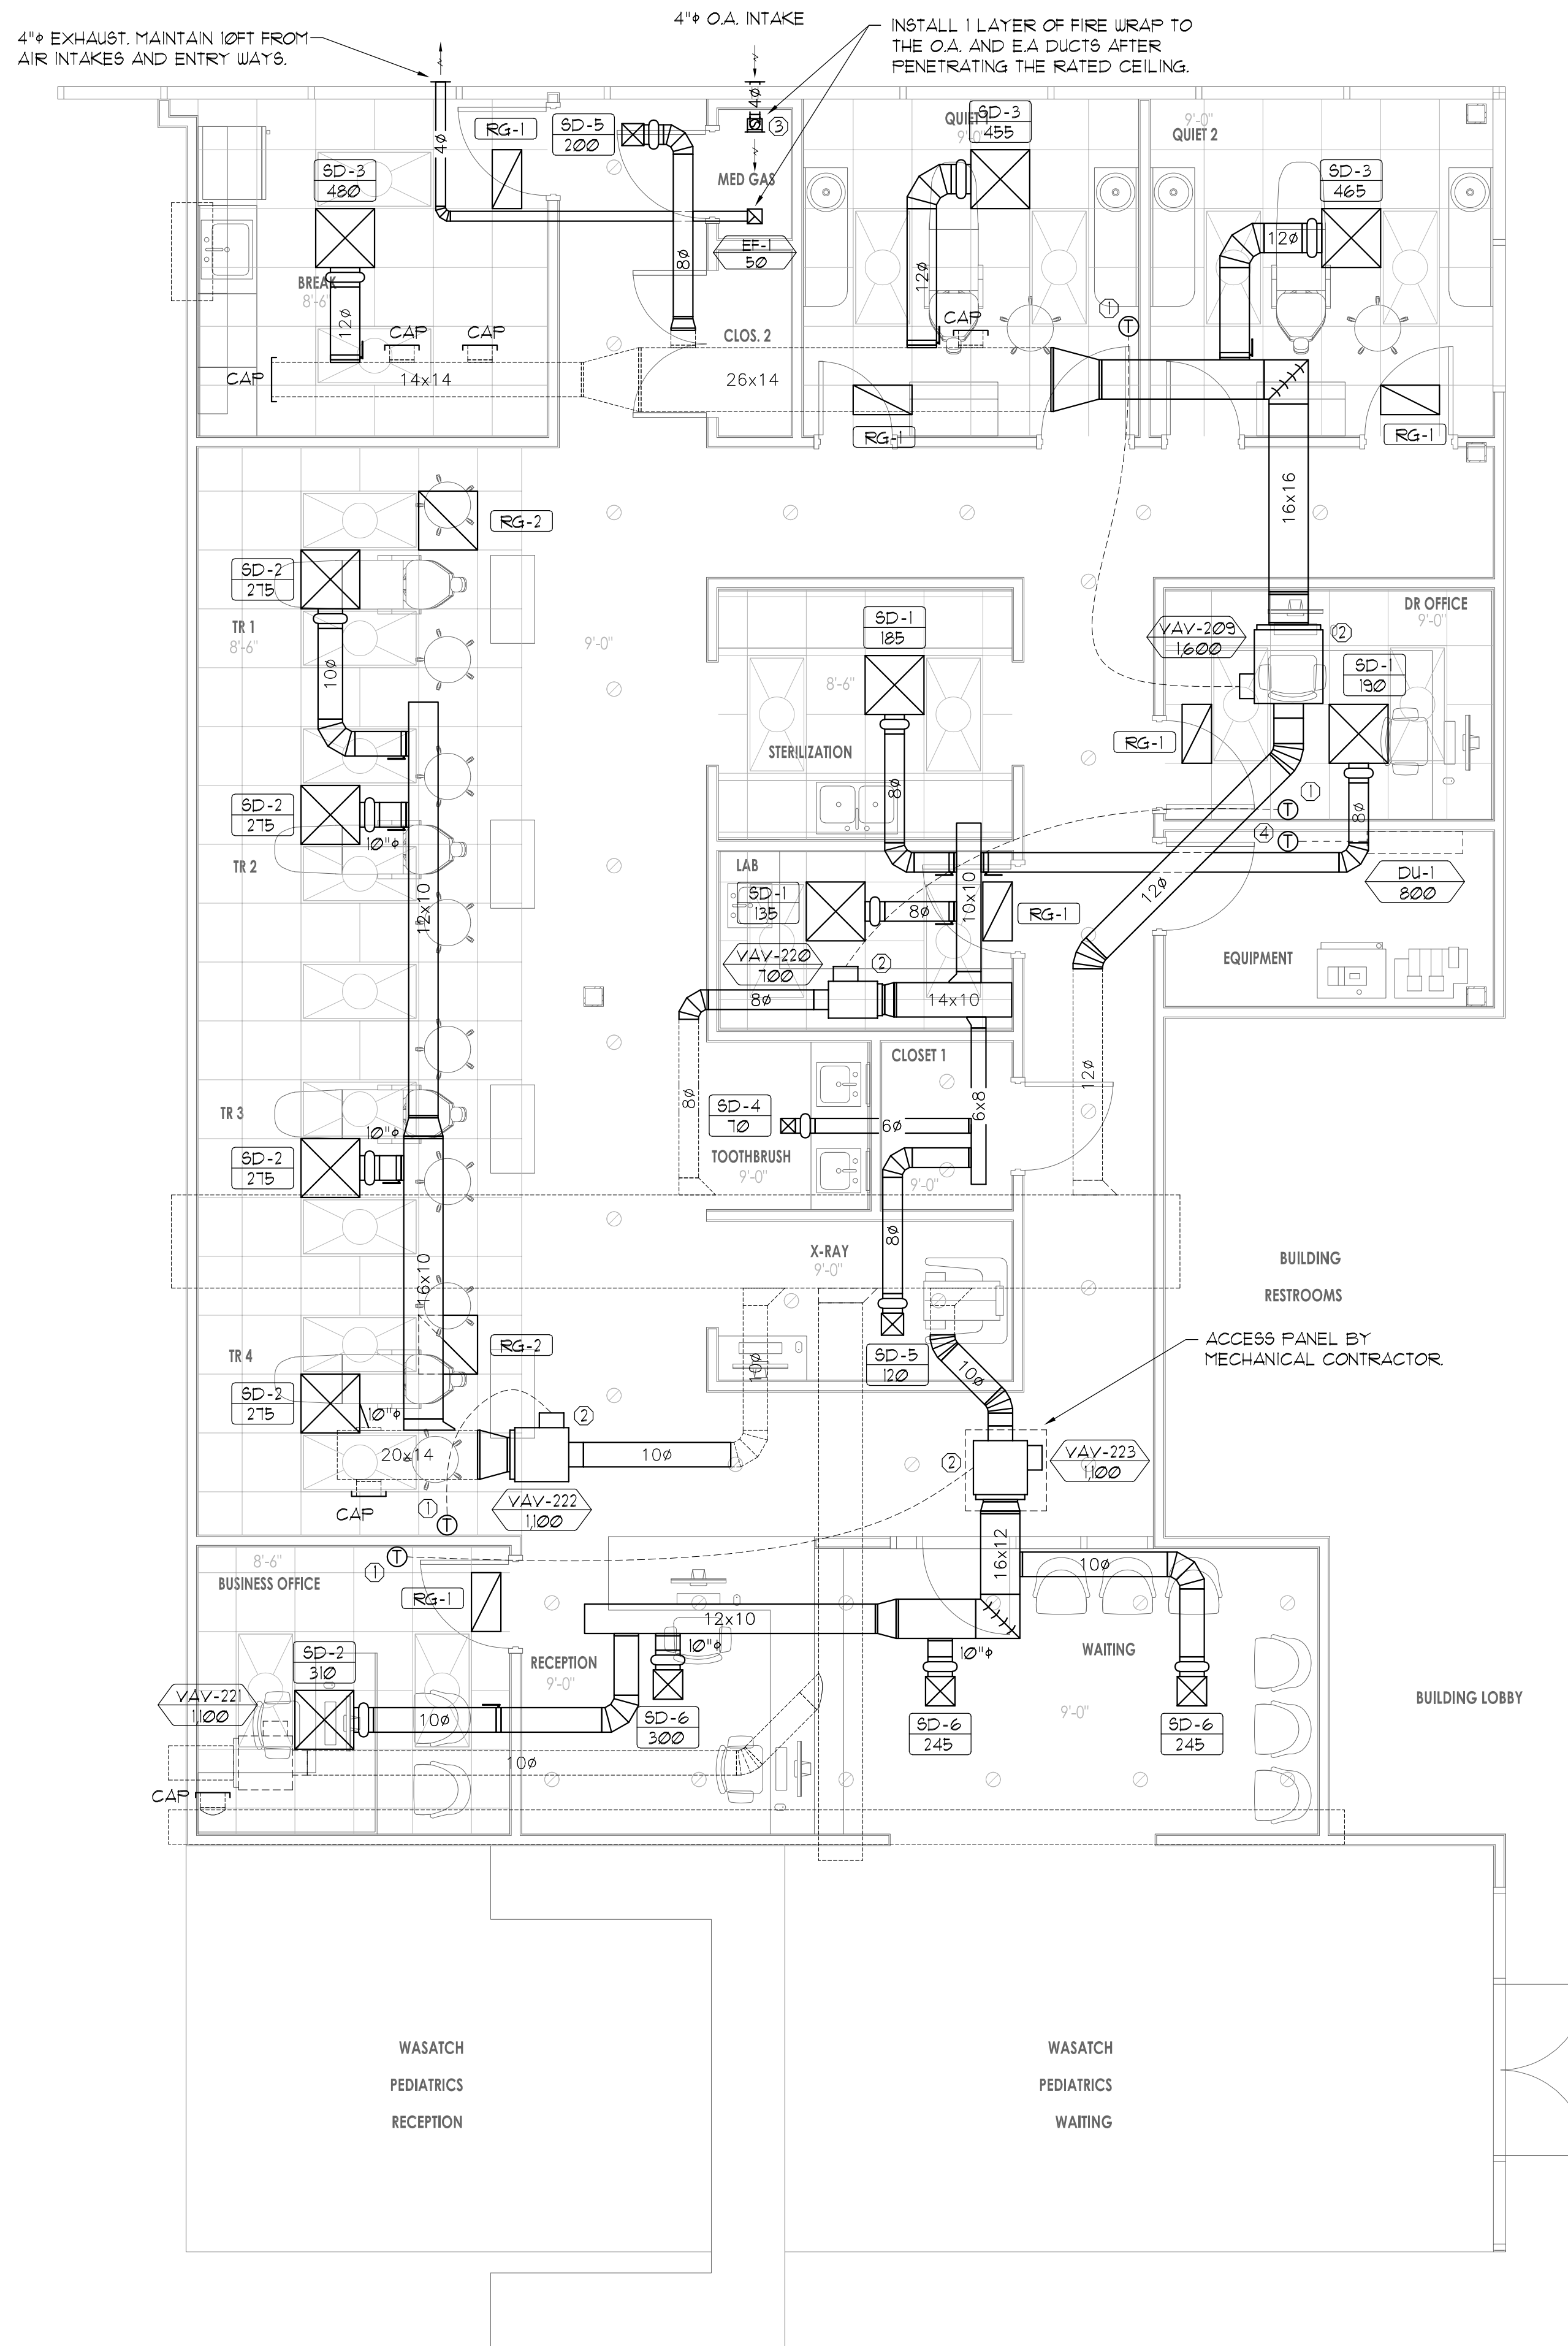 4"ø EXHAUST. MAINTAIN 10FT FROM
AIR INTAKES AND ENTRY WAYS.
4"ø O.A. INTAKE
INSTALL 1 LAYER OF FIRE WRAP TO
THE O.A. AND E.A DUCTS AFTER
PENETRATING THE RATED CEILING.
4ø
4ø
RG-1
SD-5
200
3
QUIET 1
9'-0"
SD-3
455
9'-0"
QUIET 2
SD-3
480
MED GAS
SD-3
465
12ø
EF-1
50
8ø
12ø
BREAK
8'-6"
12ø
CAP
CAP
CAP
1
T
CLOS. 2
CAP
14x14
26x14
RG-1
RG-1
16x16
RG-2
SD-2
275
TR 1
8'-6"
10ø
9'-0"
SD-1
185
8'-6"
STERILIZATION
8ø
DR OFFICE
9'-0"
VAV-209
1,600
2
SD-1
190
RG-1
1
T
8ø
4
T
SD-2
275
10"ø
TR 2
12x10
LAB
SD-1
135
8ø
10x10
RG-1
12ø
DU-1
800
VAV-220
700
2
EQUIPMENT
8ø
14x10
CLOSET 1
8ø
12ø
SD-4
70
6ø
6x8
TR 3
10"ø
SD-2
275
TOOTHBRUSH
9'-0"
9'-0"
8ø
X-RAY
9'-0"
16x10
BUILDING
RESTROOMS
ACCESS PANEL BY
MECHANICAL CONTRACTOR.
TR 4
RG-2
SD-2
275
10"ø
10ø
SD-5
120
10ø
2
20x14
10ø
2
VAV-223
1,100
CAP
1
T
VAV-222
1,100
8'-6"
BUSINESS OFFICE
1
T
RG-1
16x12
10ø
12x10
10"ø
10"ø
WAITING
SD-2
310
RECEPTION
9'-0"
VAV-221
1,100
10ø
SD-6
300
SD-6
245
9'-0"
SD-6
245
BUILDING LOBBY
10ø
CAP
WASATCH
PEDIATRICS
RECEPTION
WASATCH
PEDIATRICS
WAITING